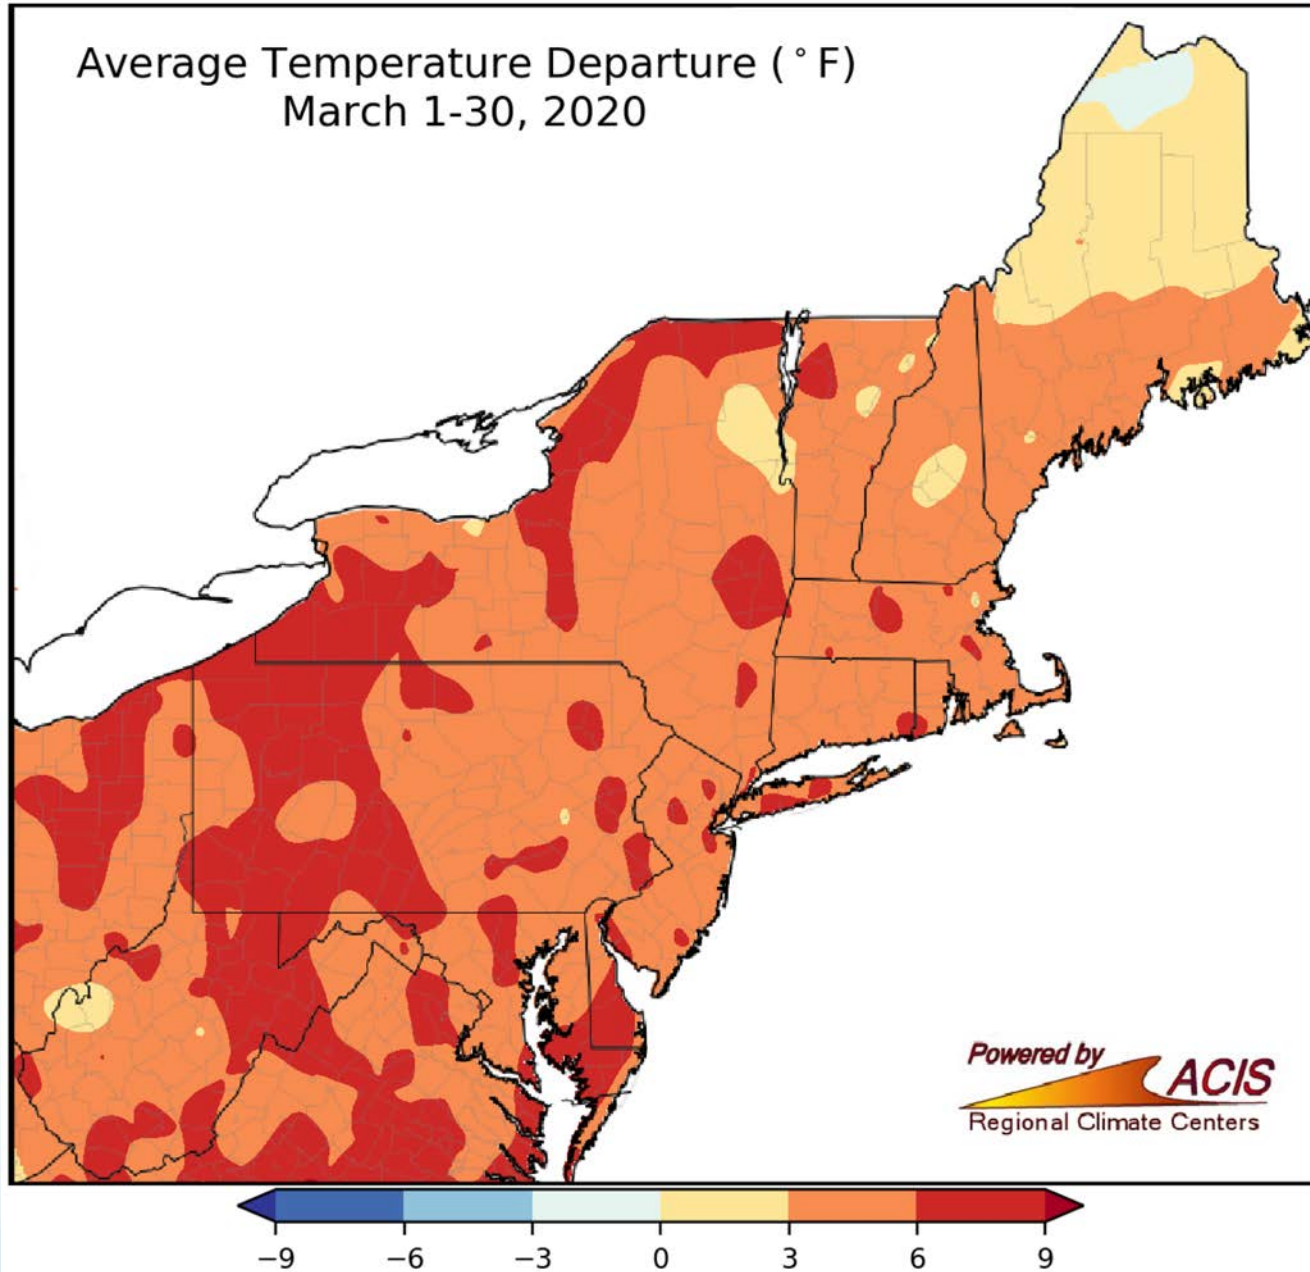 Average Temperature Departure (°F)
March 1-30, 2020
Powered by
ACIS
Regional Climate Centers
−9 −6 −3 0 3 6 9